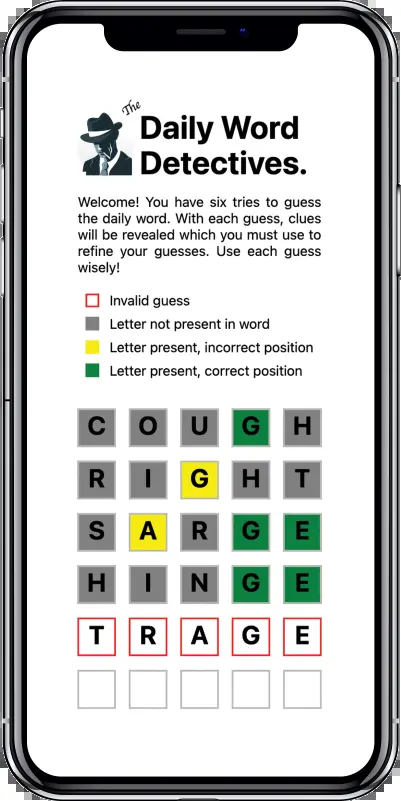 The
Daily Word
Detectives.
Welcome! You have six tries to guess
the daily word. With each guess, clues
will be revealed which you must use to
refine your guesses. Use each guess
wisely!
Invalid guess
Letter not present in word
Letter present, incorrect position
Letter present, correct position
C O U G H
R I G H T
S A R G E
H I N G E
T R A G E